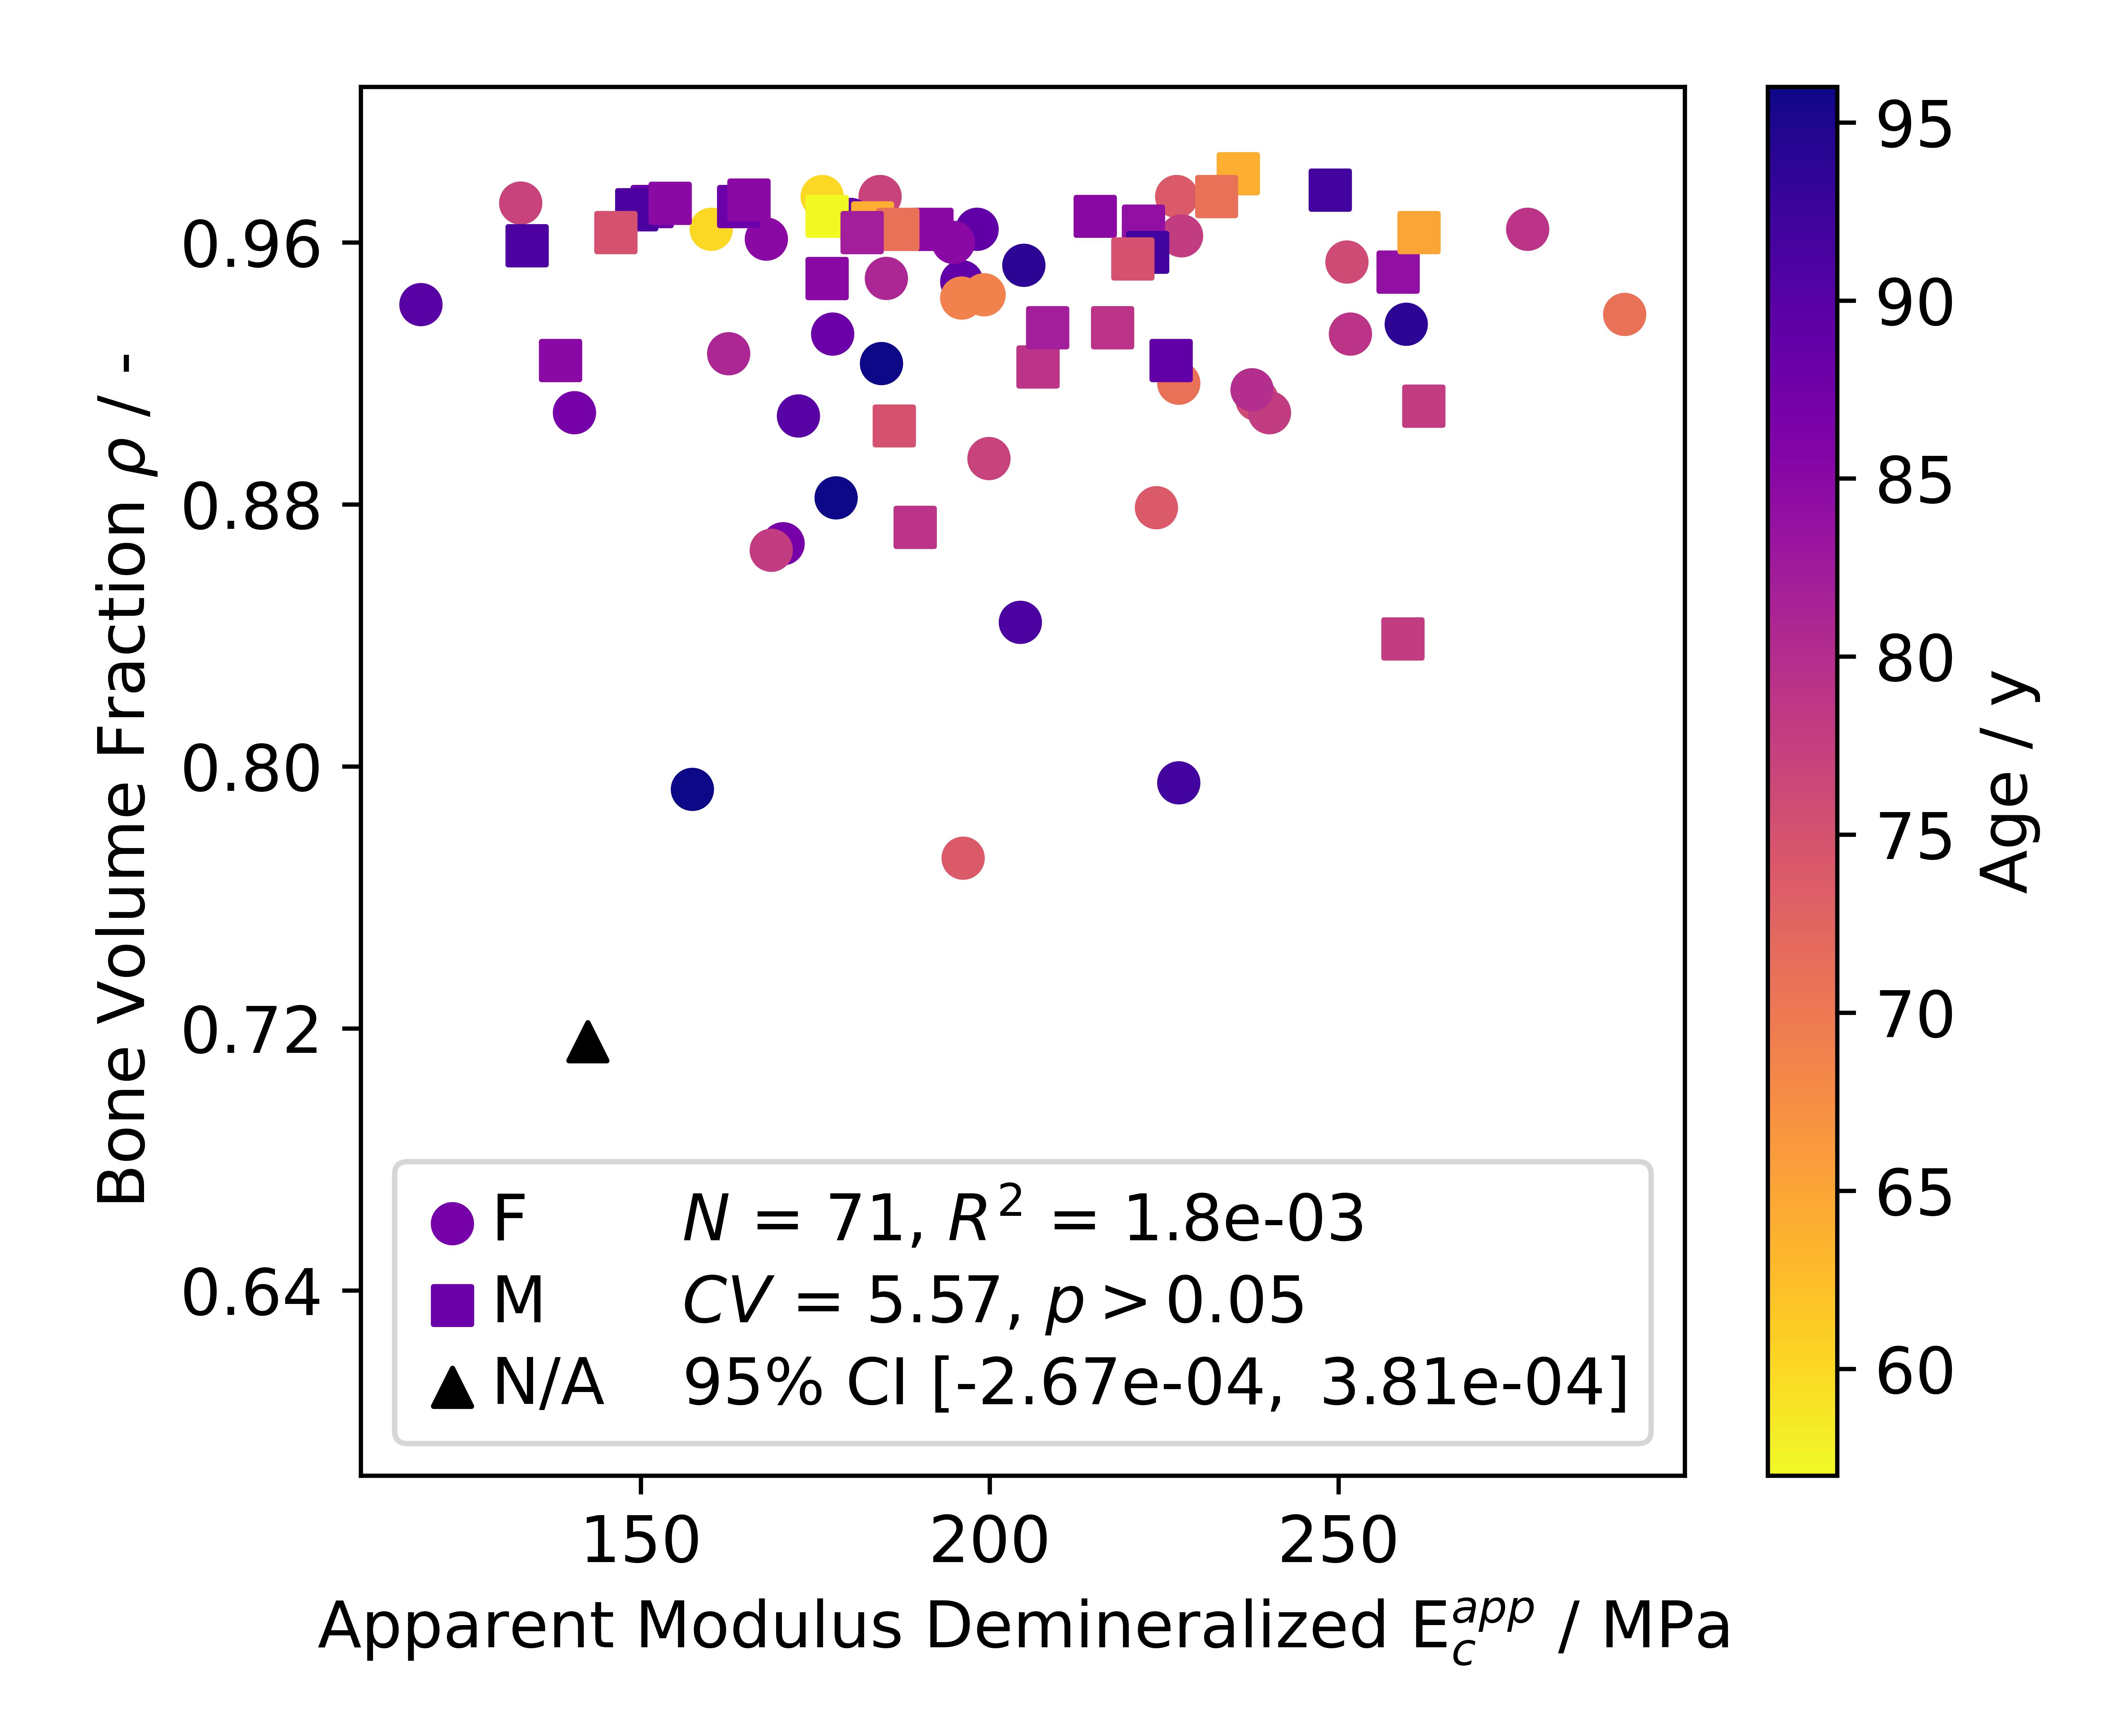 0.96
0.88
0.80
0.72
0.64
Bone Volume Fraction ρ / -
F
M
N/A
N = 71, R² = 1.8e-03
CV = 5.57, p > 0.05
95% CI [-2.67e-04, 3.81e-04]
150 200 250
Apparent Modulus Demineralized E_c^app / MPa
95
90
85
80
75
70
65
60
Age / y